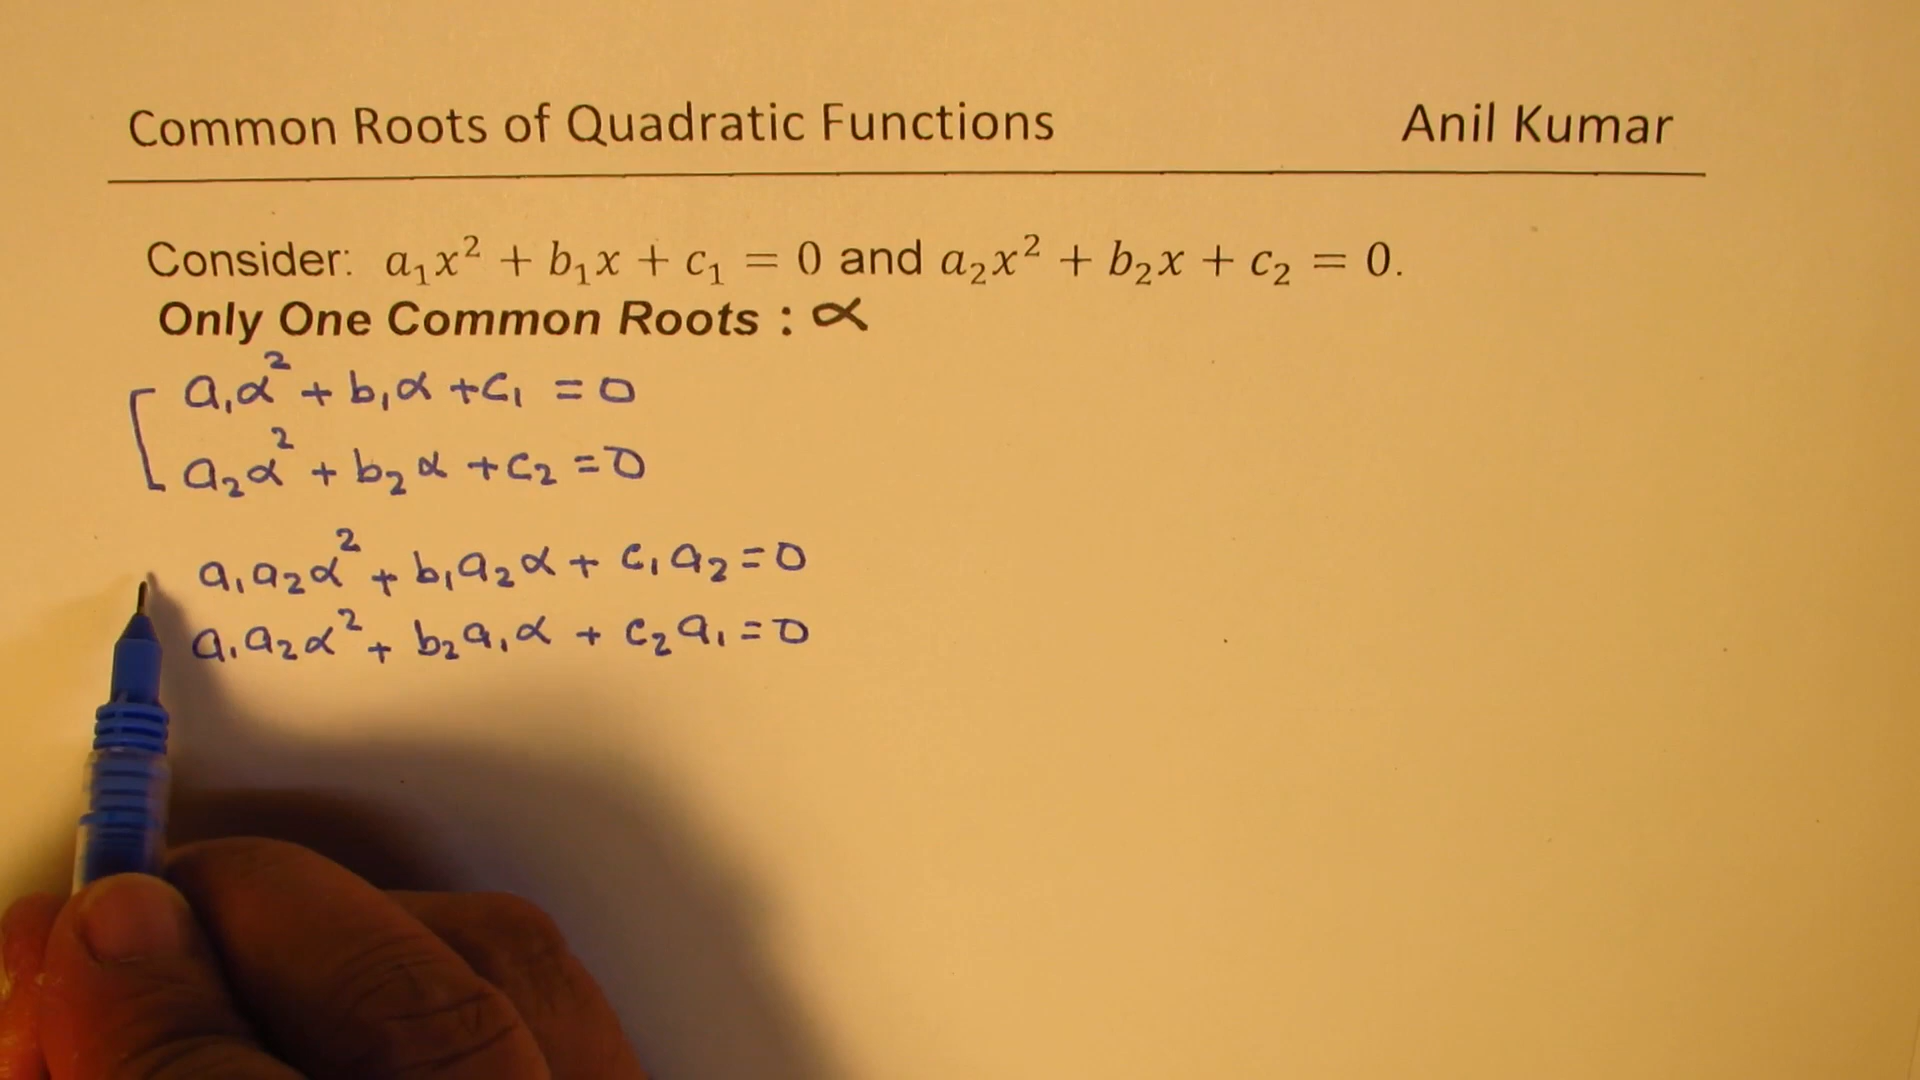 Common Roots of Quadratic Functions Anil Kumar
Consider: a₁x² + b₁x + c₁ = 0 and a₂x² + b₂x + c₂ = 0.
Only One Common Roots : ∝
a₁α² + b₁α + c₁ = 0
a₂α² + b₂α + c₂ = 0
a₁a₂α² + b₁a₂α + c₁a₂ = 0
a₁a₂α² + b₂a₁α + c₂a₁ = 0